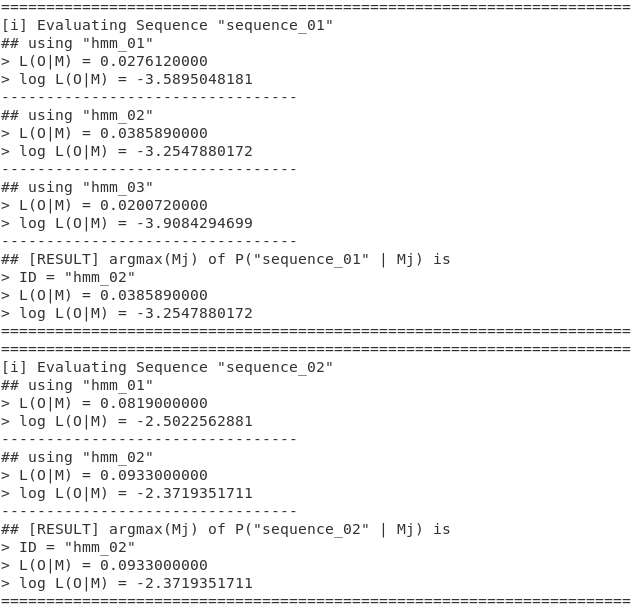 ======================================================================
[i] Evaluating Sequence "sequence_01"
## using "hmm_01"
> L(O|M) = 0.0276120000
> log L(O|M) = -3.5895048181
---------------------------------
## using "hmm_02"
> L(O|M) = 0.0385890000
> log L(O|M) = -3.2547880172
---------------------------------
## using "hmm_03"
> L(O|M) = 0.0200720000
> log L(O|M) = -3.9084294699
---------------------------------
## [RESULT] argmax(Mj) of P("sequence_01" | Mj) is
> ID = "hmm_02"
> L(O|M) = 0.0385890000
> log L(O|M) = -3.2547880172
======================================================================
======================================================================
[i] Evaluating Sequence "sequence_02"
## using "hmm_01"
> L(O|M) = 0.0819000000
> log L(O|M) = -2.5022562881
---------------------------------
## using "hmm_02"
> L(O|M) = 0.0933000000
> log L(O|M) = -2.3719351711
---------------------------------
## [RESULT] argmax(Mj) of P("sequence_02" | Mj) is
> ID = "hmm_02"
> L(O|M) = 0.0933000000
> log L(O|M) = -2.3719351711
======================================================================